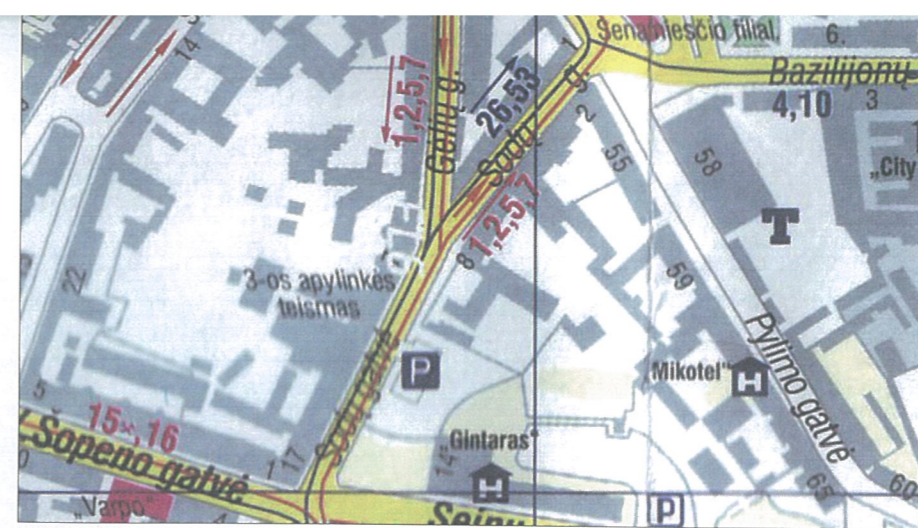 14
1
Senamiesčio filial.
6.
Bazilijonų
4,10
3
„City
1,2,5,7
Gėlių g.
26,53
Sodų g.
2
55
58
T
1,2,5,7
8
22
3-os apylinkės
teismas
59
P
Mikotel"
H
Pylimo gatvė
5
15
16
Šopeno gatvė
1
17
Sodų gatvė
„Gintaras"
14
H
65
60
„Varpo"
4
P